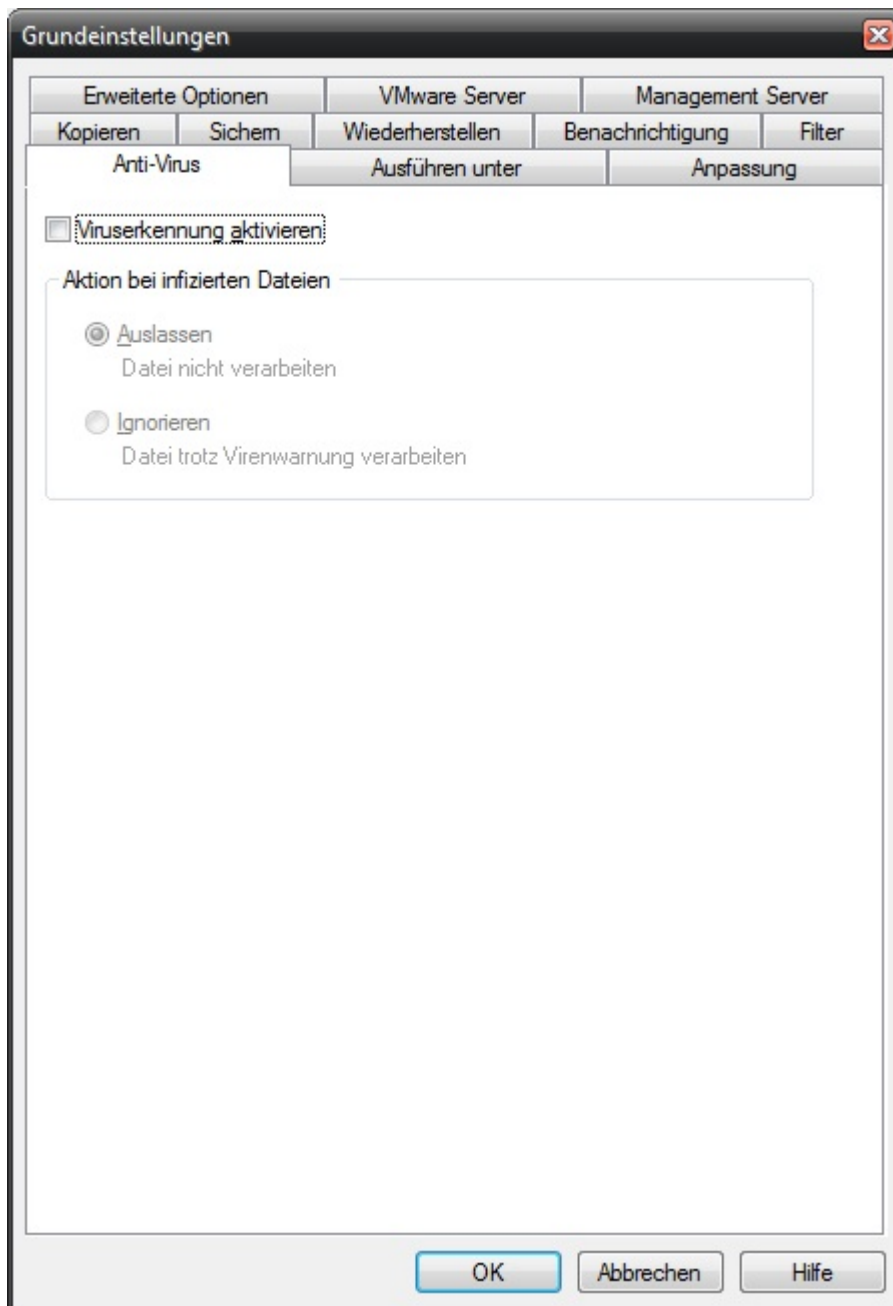 Grundeinstellungen
Erweiterte Optionen VMware Server Management Server
Kopieren Sichern Wiederherstellen Benachrichtigung Filter
Anti-Virus Ausführen unter Anpassung
Viruserkennung aktivieren
Aktion bei infizierten Dateien
Auslassen
Datei nicht verarbeiten
Ignorieren
Datei trotz Virenwarnung verarbeiten
OK Abbrechen Hilfe